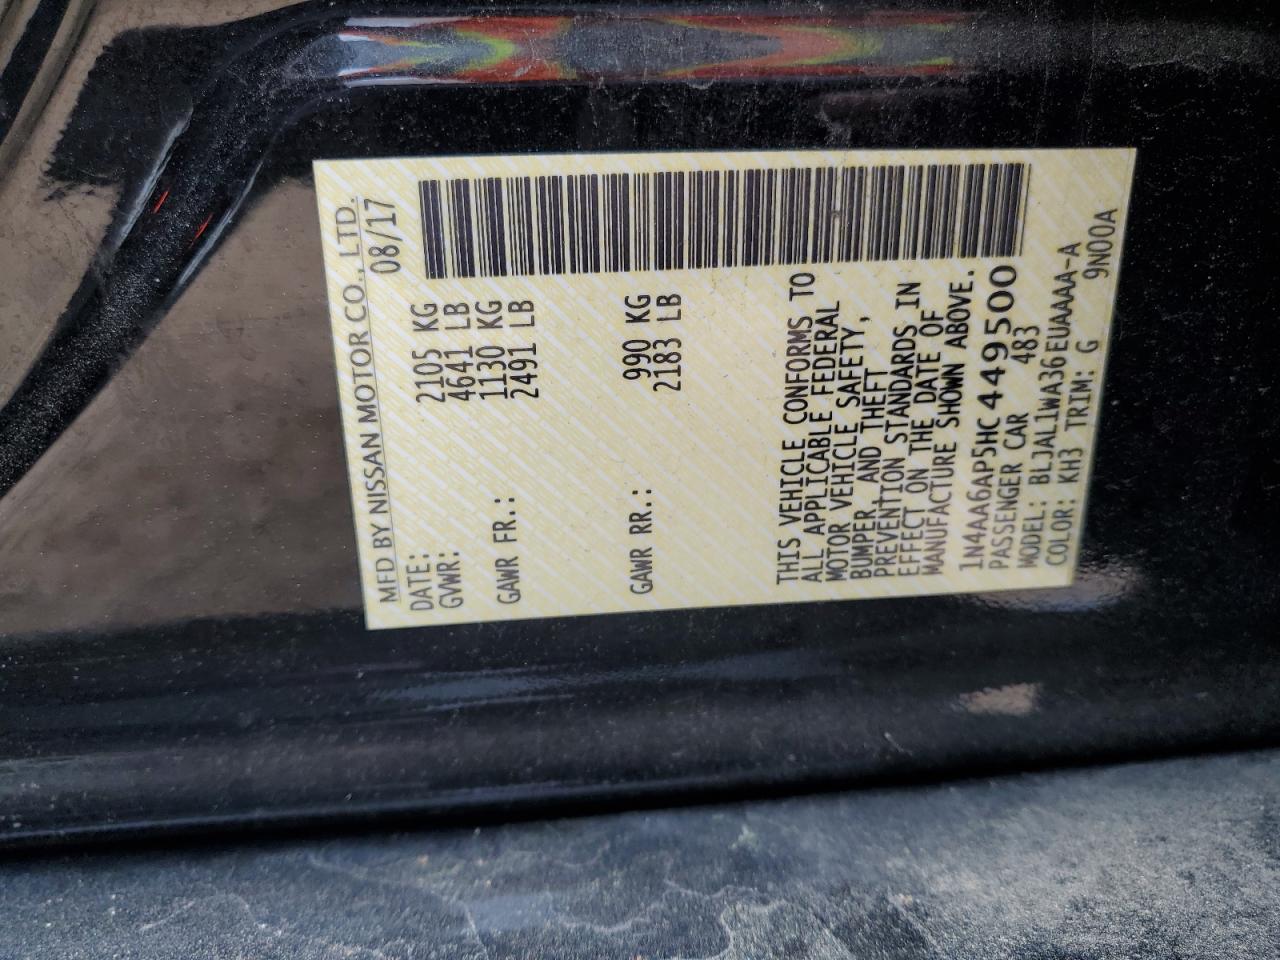 MFD BY NISSAN MOTOR CO., LTD.
DATE: 08/17
GVWR: 2105 KG
4641 LB
GAWR FR.: 1130 KG
2491 LB
GAWR RR.: 990 KG
2183 LB
THIS VEHICLE CONFORMS TO
ALL APPLICABLE FEDERAL
MOTOR VEHICLE SAFETY,
BUMPER, AND THEFT
PREVENTION STANDARDS IN
EFFECT ON THE DATE OF
MANUFACTURE SHOWN ABOVE.
1N4AA6AP5HC449500
PASSENGER CAR 483
MODEL: BLJAL1WA36EUAAAA-A
COLOR: KH3 TRIM: G 9N00A